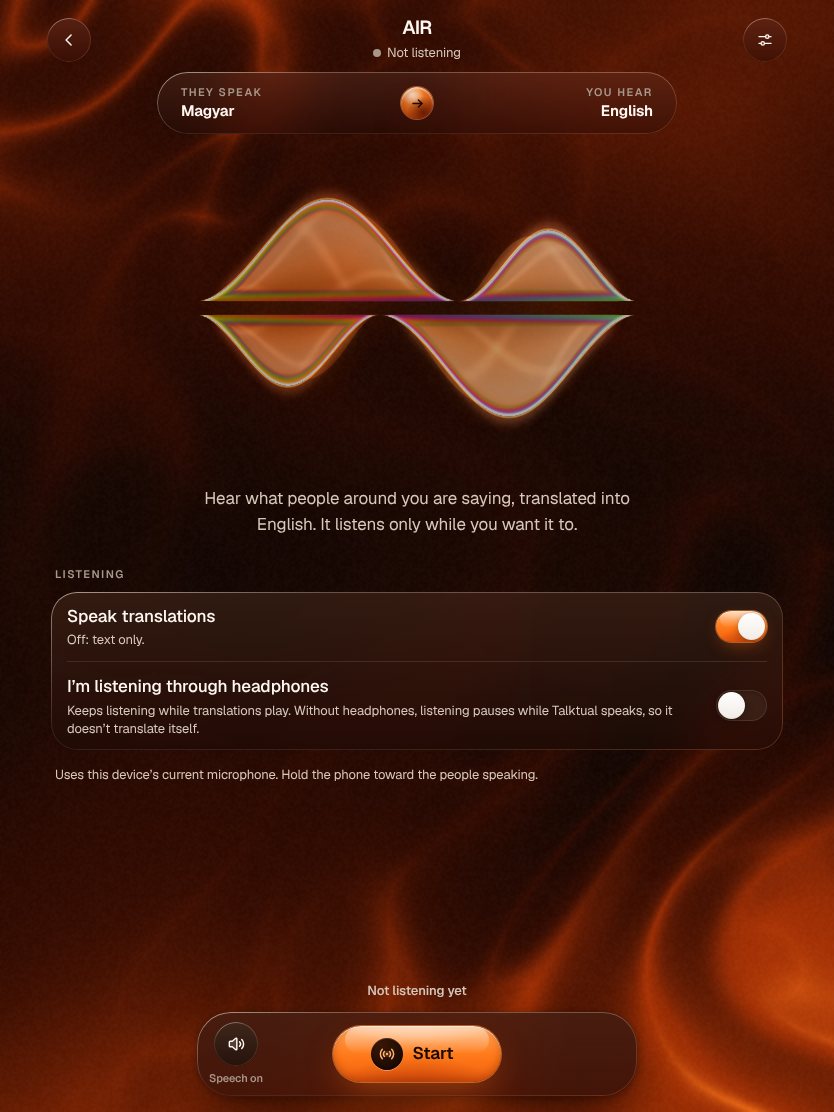 AIR
Not listening
THEY SPEAK
Magyar
YOU HEAR
English
Hear what people around you are saying, translated into
English. It listens only while you want it to.
LISTENING
Speak translations
Off: text only.
I’m listening through headphones
Keeps listening while translations play. Without headphones, listening pauses while Talktual speaks, so it
doesn’t translate itself.
Uses this device’s current microphone. Hold the phone toward the people speaking.
Not listening yet
Speech on
Start